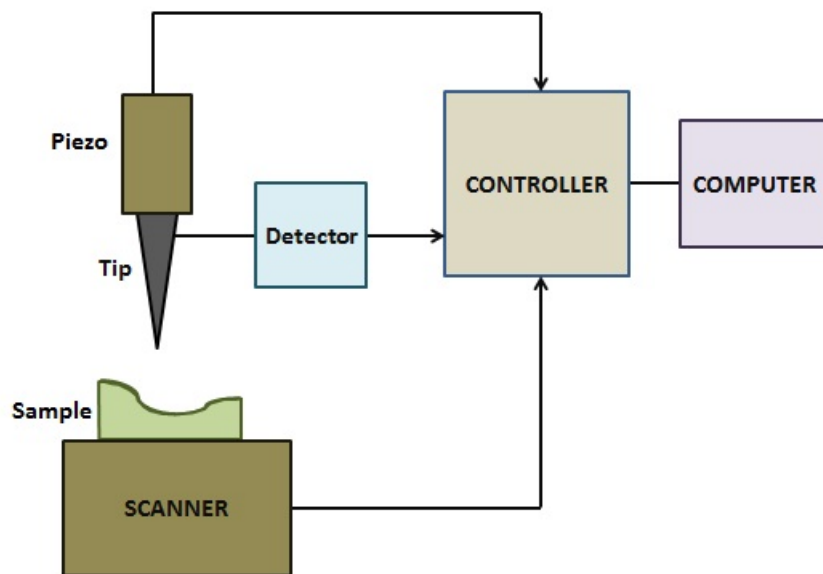 Piezo
CONTROLLER
COMPUTER
Detector
Tip
Sample
SCANNER